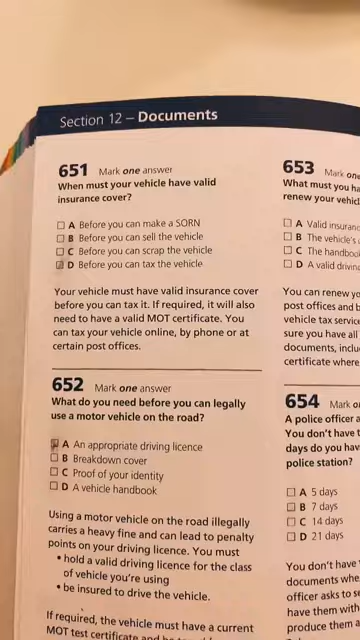 Section 12 – Documents
651 Mark one answer
When must your vehicle have valid
insurance cover?
A Before you can make a SORN
B Before you can sell the vehicle
C Before you can scrap the vehicle
D Before you can tax the vehicle
Your vehicle must have valid insurance cover
before you can tax it. If required, it will also
need to have a valid MOT certificate. You
can tax your vehicle online, by phone or at
certain post offices.
652 Mark one answer
What do you need before you can legally
use a motor vehicle on the road?
A An appropriate driving licence
B Breakdown cover
C Proof of your identity
D A vehicle handbook
Using a motor vehicle on the road illegally
carries a heavy fine and can lead to penalty
points on your driving licence. You must
• hold a valid driving licence for the class
of vehicle you're using
• be insured to drive the vehicle.
If required, the vehicle must have a current
MOT test certificate and
653 Mark one
What must you ha
renew your vehicl
A Valid insuranc
B The vehicle's
C The handboo
D A valid drivin
You can renew yo
post offices and b
vehicle tax service
sure you have all
documents, inclu
certificate where
654 Mark o
A police officer a
You don't have t
days do you hav
police station?
A 5 days
B 7 days
C 14 days
D 21 days
You don't have
documents whe
officer asks to s
have them with
produce them a